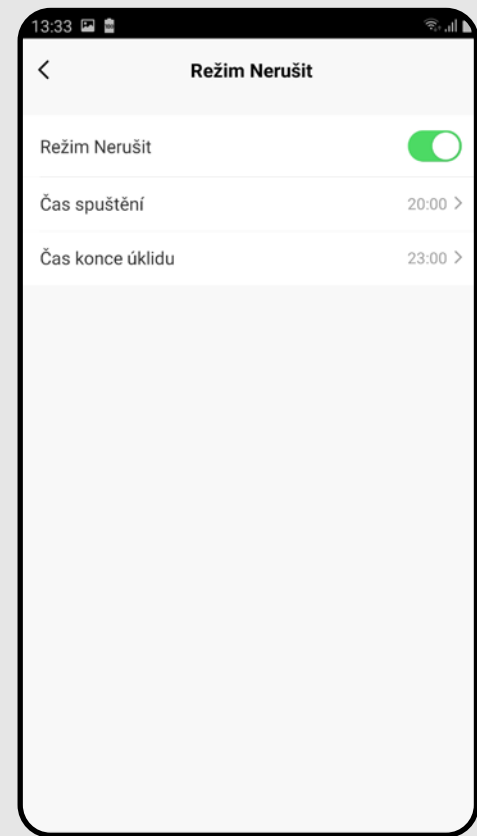 13:33
Režim Nerušit
Režim Nerušit
Čas spuštění 20:00
Čas konce úklidu 23:00